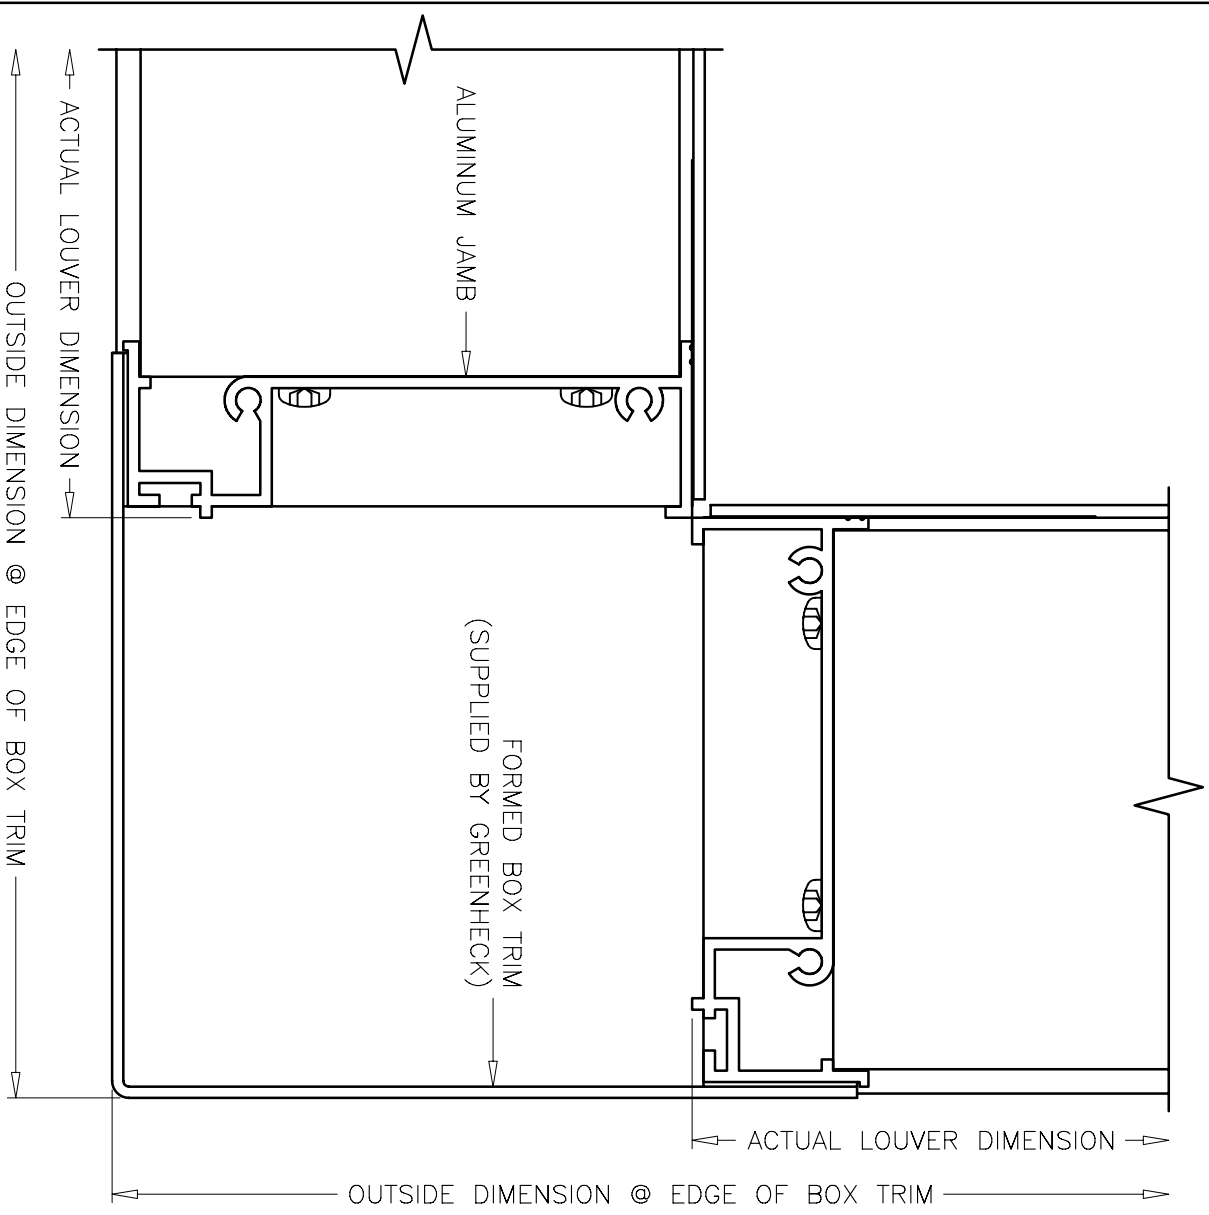 ALUMINUM JAMB
ACTUAL LOUVER DIMENSION
OUTSIDE DIMENSION @ EDGE OF BOX TRIM
FORMED BOX TRIM
(SUPPLIED BY GREENHECK)
ACTUAL LOUVER DIMENSION
OUTSIDE DIMENSION @ EDGE OF BOX TRIM